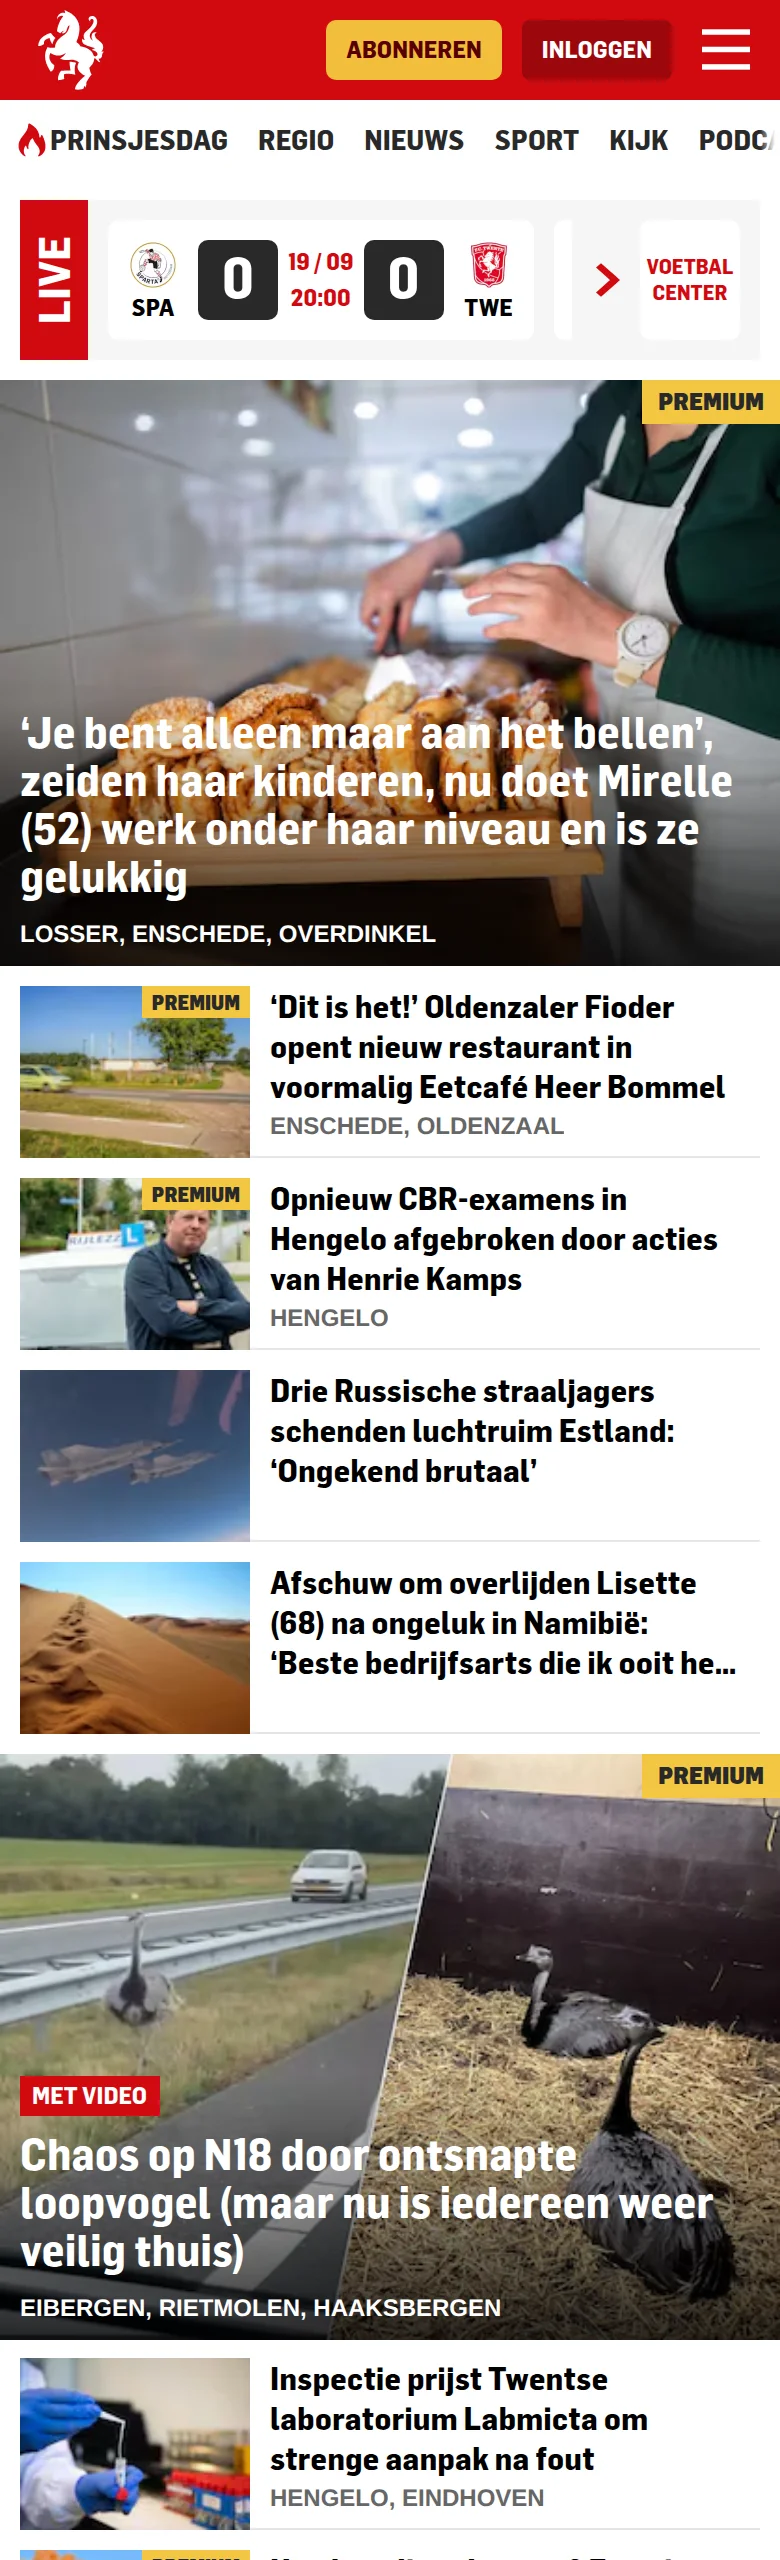 ABONNEREN
INLOGGEN
PRINSJESDAG REGIO NIEUWS SPORT KIJK
LIVE
SPARTA
SPA
0
19 / 09
20:00
0
F.C. TWENTE
TWE
VOETBAL
CENTER
PREMIUM
‘Je bent alleen maar aan het bellen’,
zeiden haar kinderen, nu doet Mirelle
(52) werk onder haar niveau en is ze
gelukkig
LOSSER, ENSCHEDE, OVERDINKEL
PREMIUM
‘Dit is het!’ Oldenzaler Fioder
opent nieuw restaurant in
voormalig Eetcafé Heer Bommel
ENSCHEDE, OLDENZAAL
PREMIUM
L
Opnieuw CBR-examens in
Hengelo afgebroken door acties
van Henrie Kamps
HENGELO
Drie Russische straaljagers
schenden luchtruim Estland:
‘Ongekend brutaal’
Afschuw om overlijden Lisette
(68) na ongeluk in Namibië:
‘Beste bedrijfsarts die ik ooit he...
PREMIUM
MET VIDEO
Chaos op N18 door ontsnapte
loopvogel (maar nu is iedereen weer
veilig thuis)
EIBERGEN, RIETMOLEN, HAAKSBERGEN
Inspectie prijst Twentse
laboratorium Labmicta om
strenge aanpak na fout
HENGELO, EINDHOVEN